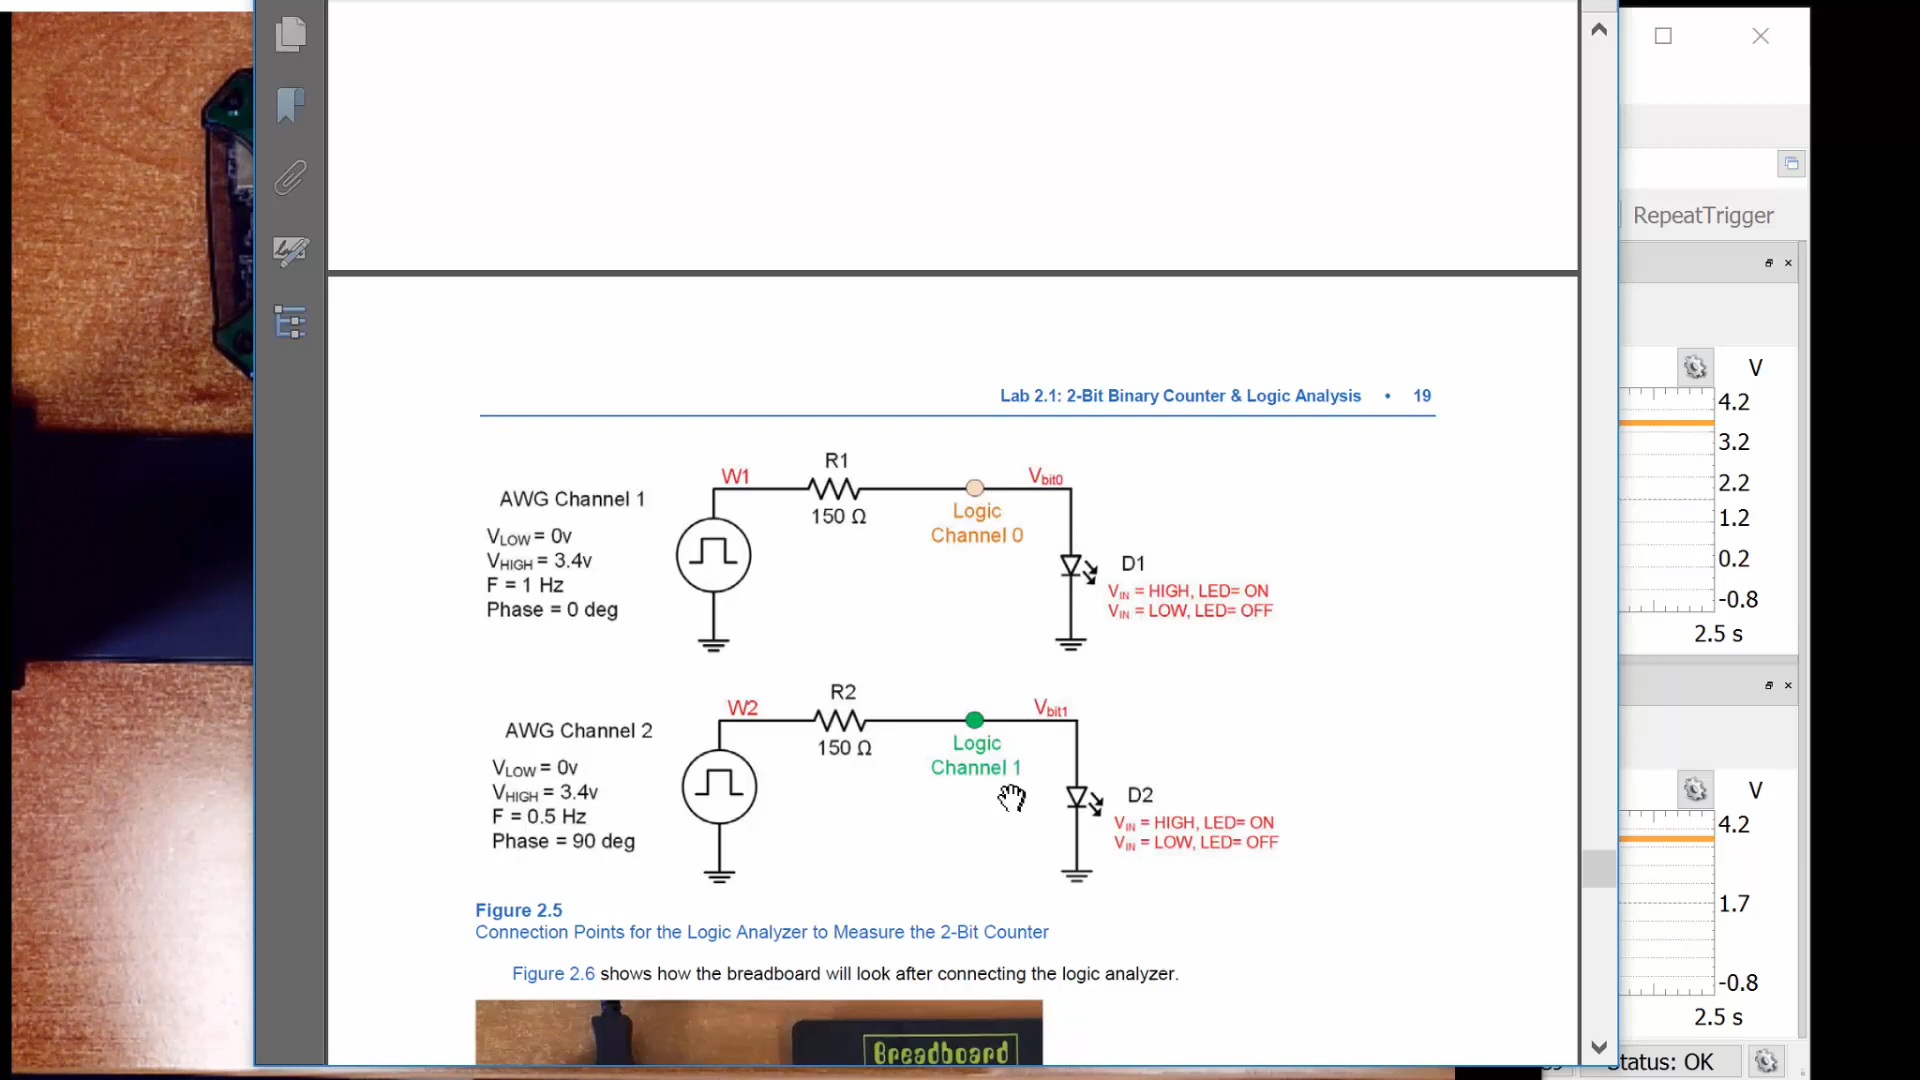 RepeatTrigger
V
4.2
3.2
2.2
1.2
0.2
-0.8
2.5 s
V
4.2
1.7
-0.8
2.5 s
Status: OK
Lab 2.1: 2-Bit Binary Counter & Logic Analysis • 19
W1
R1
150 Ω
Vbit0
AWG Channel 1
VLOW = 0v
VHIGH = 3.4v
F = 1 Hz
Phase = 0 deg
Logic
Channel 0
D1
VIN = HIGH, LED= ON
VIN = LOW, LED= OFF
W2
R2
150 Ω
Vbit1
AWG Channel 2
VLOW = 0v
VHIGH = 3.4v
F = 0.5 Hz
Phase = 90 deg
Logic
Channel 1
D2
VIN = HIGH, LED= ON
VIN = LOW, LED= OFF
Figure 2.5
Connection Points for the Logic Analyzer to Measure the 2-Bit Counter
Figure 2.6 shows how the breadboard will look after connecting the logic analyzer.
Breadboard